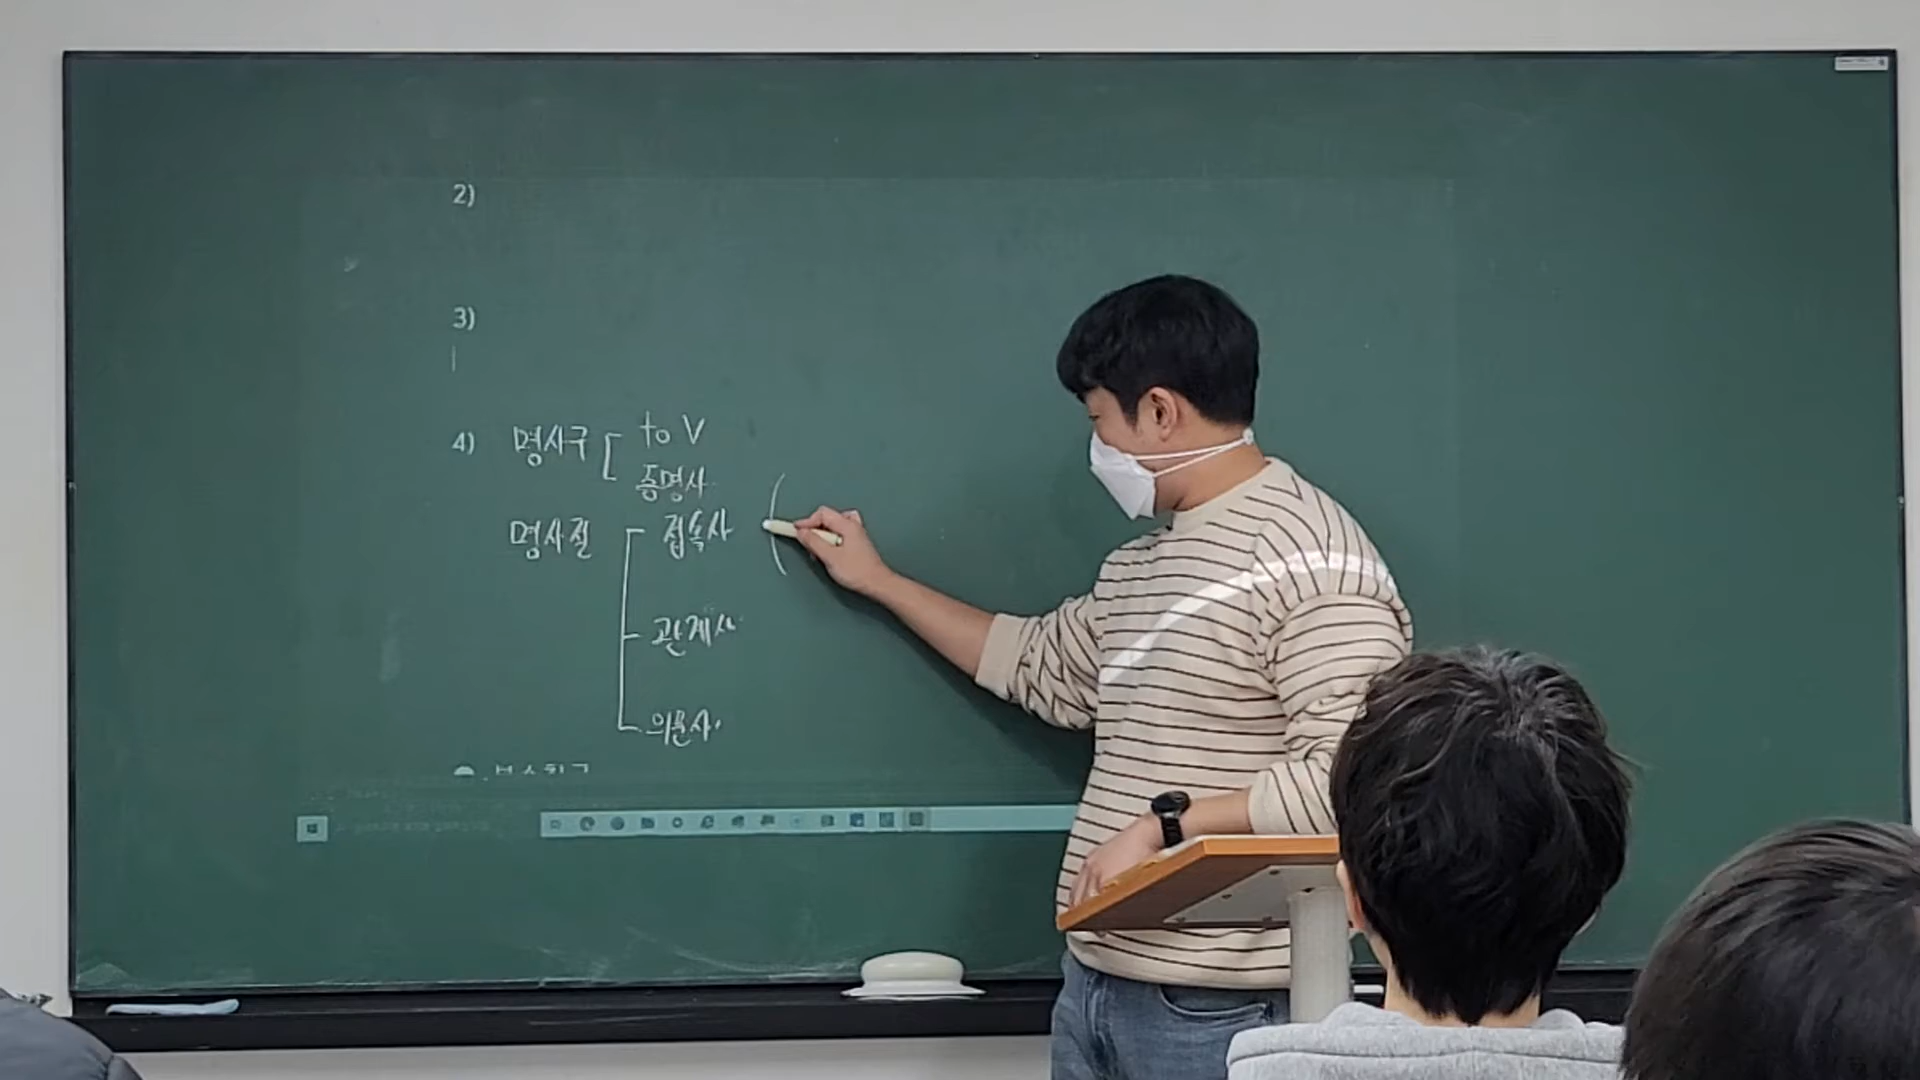 2)
3)
4) 명사구 to V
동명사
명사절 접속사
관계사
의문사